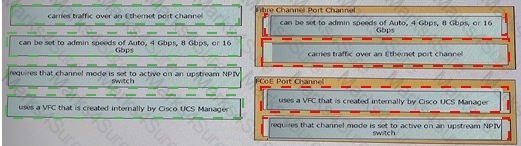 carries traffic over an Ethernet port channel
can be set to admin speeds of Auto, 4 Gbps, 8 Gbps, or 16
Gbps
requires that channel mode is set to active on an upstream NPIV
switch
uses a VFC that is created internally by Cisco UCS Manager
Fibre Channel Port Channel
can be set to admin speeds of Auto, 4 Gbps, 8 Gbps, or 16
Gbps
carries traffic over an Ethernet port channel
FCoE Port Channel
uses a VFC that is created internally by Cisco UCS Manager
requires that channel mode is set to active on an upstream NPIV
switch